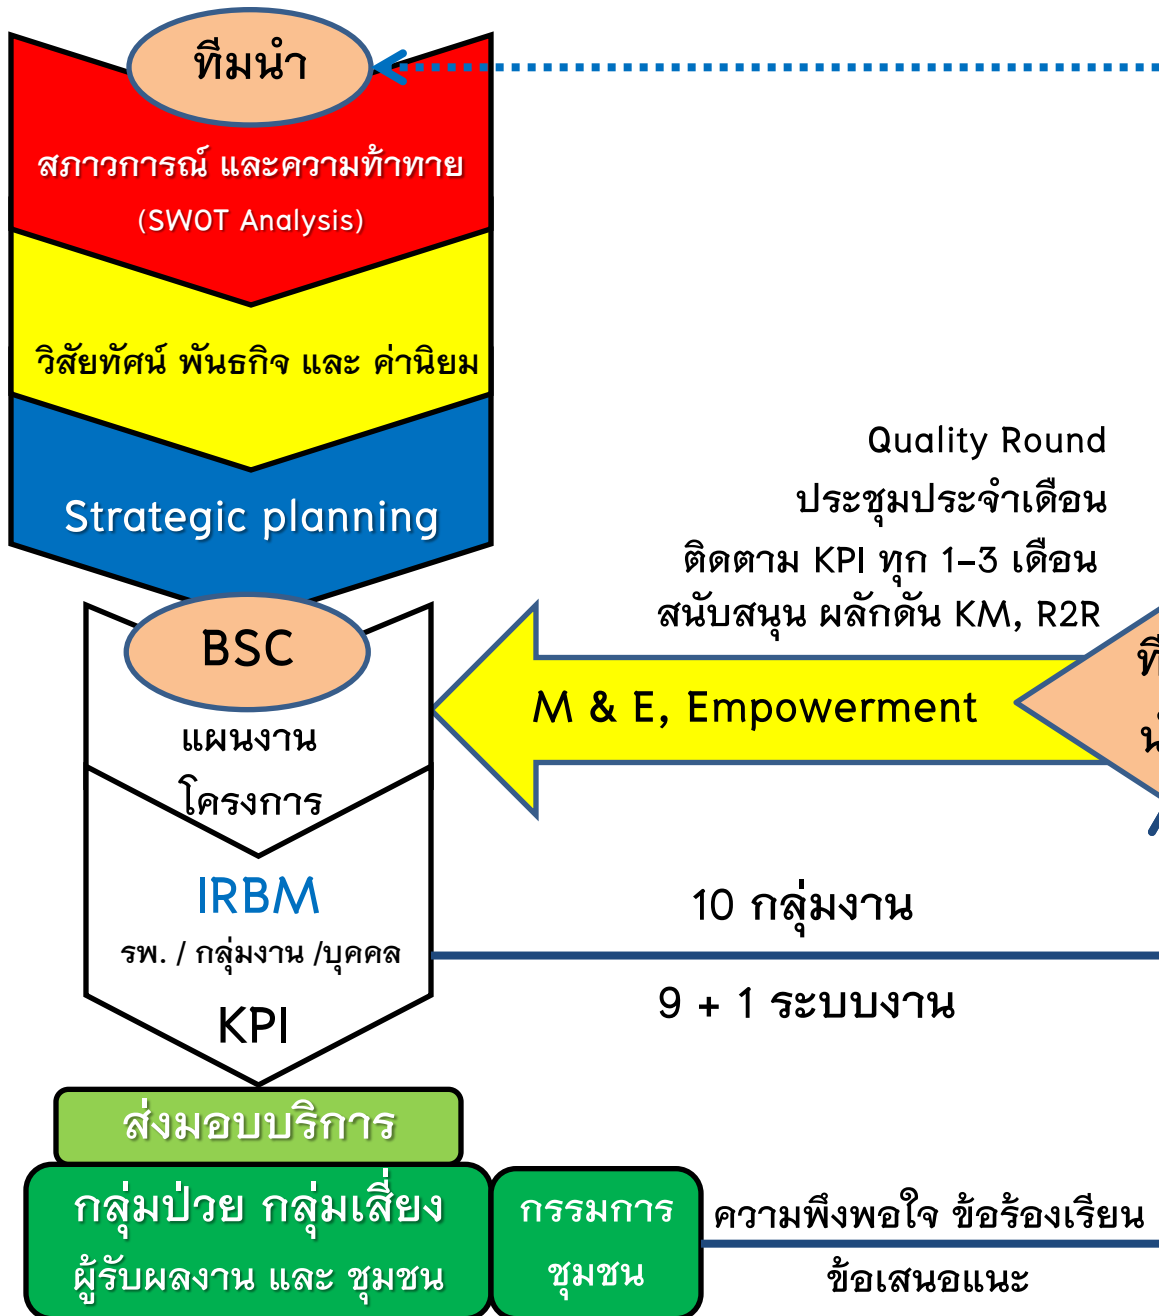 ทีมนำ
สภาวการณ์ และความท้าทาย
(SWOT Analysis)
วิสัยทัศน์ พันธกิจ และ ค่านิยม
Strategic planning
BSC
แผนงาน
โครงการ
IRBM
รพ. / กลุ่มงาน /บุคคล
KPI
ส่งมอบบริการ
กลุ่มป่วย กลุ่มเสี่ยง
ผู้รับผลงาน และ ชุมชน
กรรมการ
ชุมชน
Quality Round
ประชุมประจำเดือน
ติดตาม KPI ทุก 1-3 เดือน
สนับสนุน ผลักดัน KM, R2R
M & E, Empowerment
10 กลุ่มงาน
9 + 1 ระบบงาน
ความพึงพอใจ ข้อร้องเรียน
ข้อเสนอแนะ